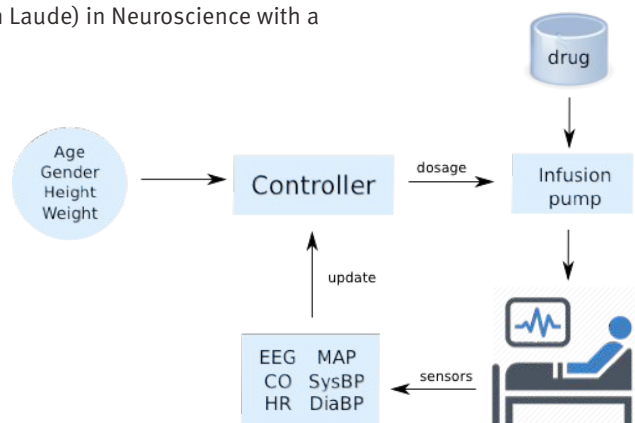 n Laude) in Neuroscience with a
drug
Age
Gender
Height
Weight
Controller
dosage
Infusion
pump
update
EEG MAP
CO SysBP
HR DiaBP
sensors